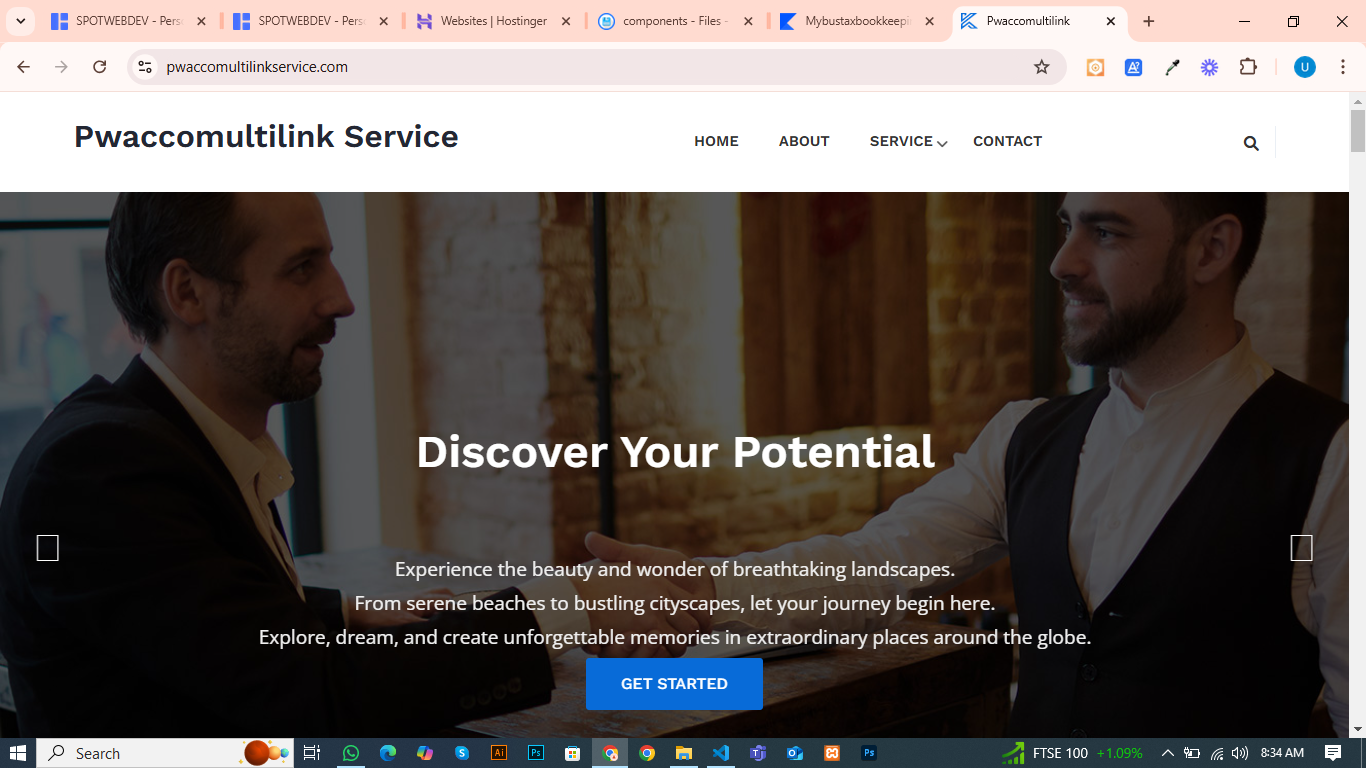 SPOTWEBDEV - Pers
SPOTWEBDEV - Pers
Websites | Hostinger
components - Files -
Mybustaxbookkeepi
Pwaccomultilink
pwaccomultilinkservice.com
U
Pwaccomultilink Service
HOME
ABOUT
SERVICE
CONTACT
Discover Your Potential
Experience the beauty and wonder of breathtaking landscapes.
From serene beaches to bustling cityscapes, let your journey begin here.
Explore, dream, and create unforgettable memories in extraordinary places around the globe.
GET STARTED
Search
FTSE 100 +1.09%
8:34 AM